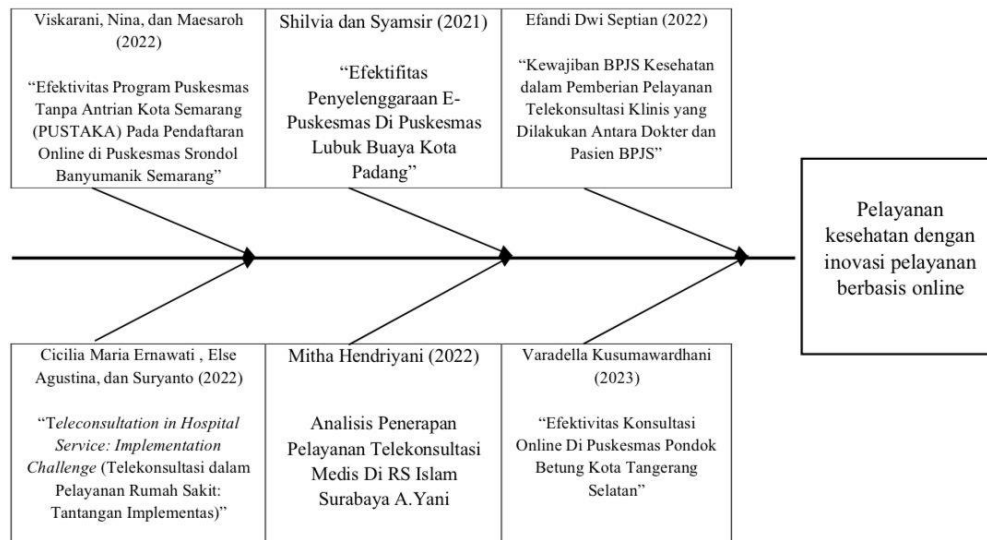 Viskarani, Nina, dan Maesaroh
(2022)
“Efektivitas Program Puskesmas
Tanpa Antrian Kota Semarang
(PUSTAKA) Pada Pendaftaran
Online di Puskesmas Srondol
Banyumanik Semarang”
Shilvia dan Syamsir (2021)
“Efektifitas
Penyelenggaraan E-
Puskesmas Di Puskesmas
Lubuk Buaya Kota
Padang”
Efandi Dwi Septian (2022)
“Kewajiban BPJS Kesehatan
dalam Pemberian Pelayanan
Telekonsultasi Klinis yang
Dilakukan Antara Dokter dan
Pasien BPJS”
Pelayanan
kesehatan dengan
inovasi pelayanan
berbasis online
Cicilia Maria Ernawati , Else
Agustina, dan Suryanto (2022)
“Teleconsultation in Hospital
Service: Implementation
Challenge (Telekonsultasi dalam
Pelayanan Rumah Sakit:
Tantangan Implementas)”
Mitha Hendriyani (2022)
Analisis Penerapan
Pelayanan Telekonsultasi
Medis Di RS Islam
Surabaya A.Yani
Varadella Kusumawardhani
(2023)
“Efektivitas Konsultasi
Online Di Puskesmas Pondok
Betung Kota Tangerang
Selatan”